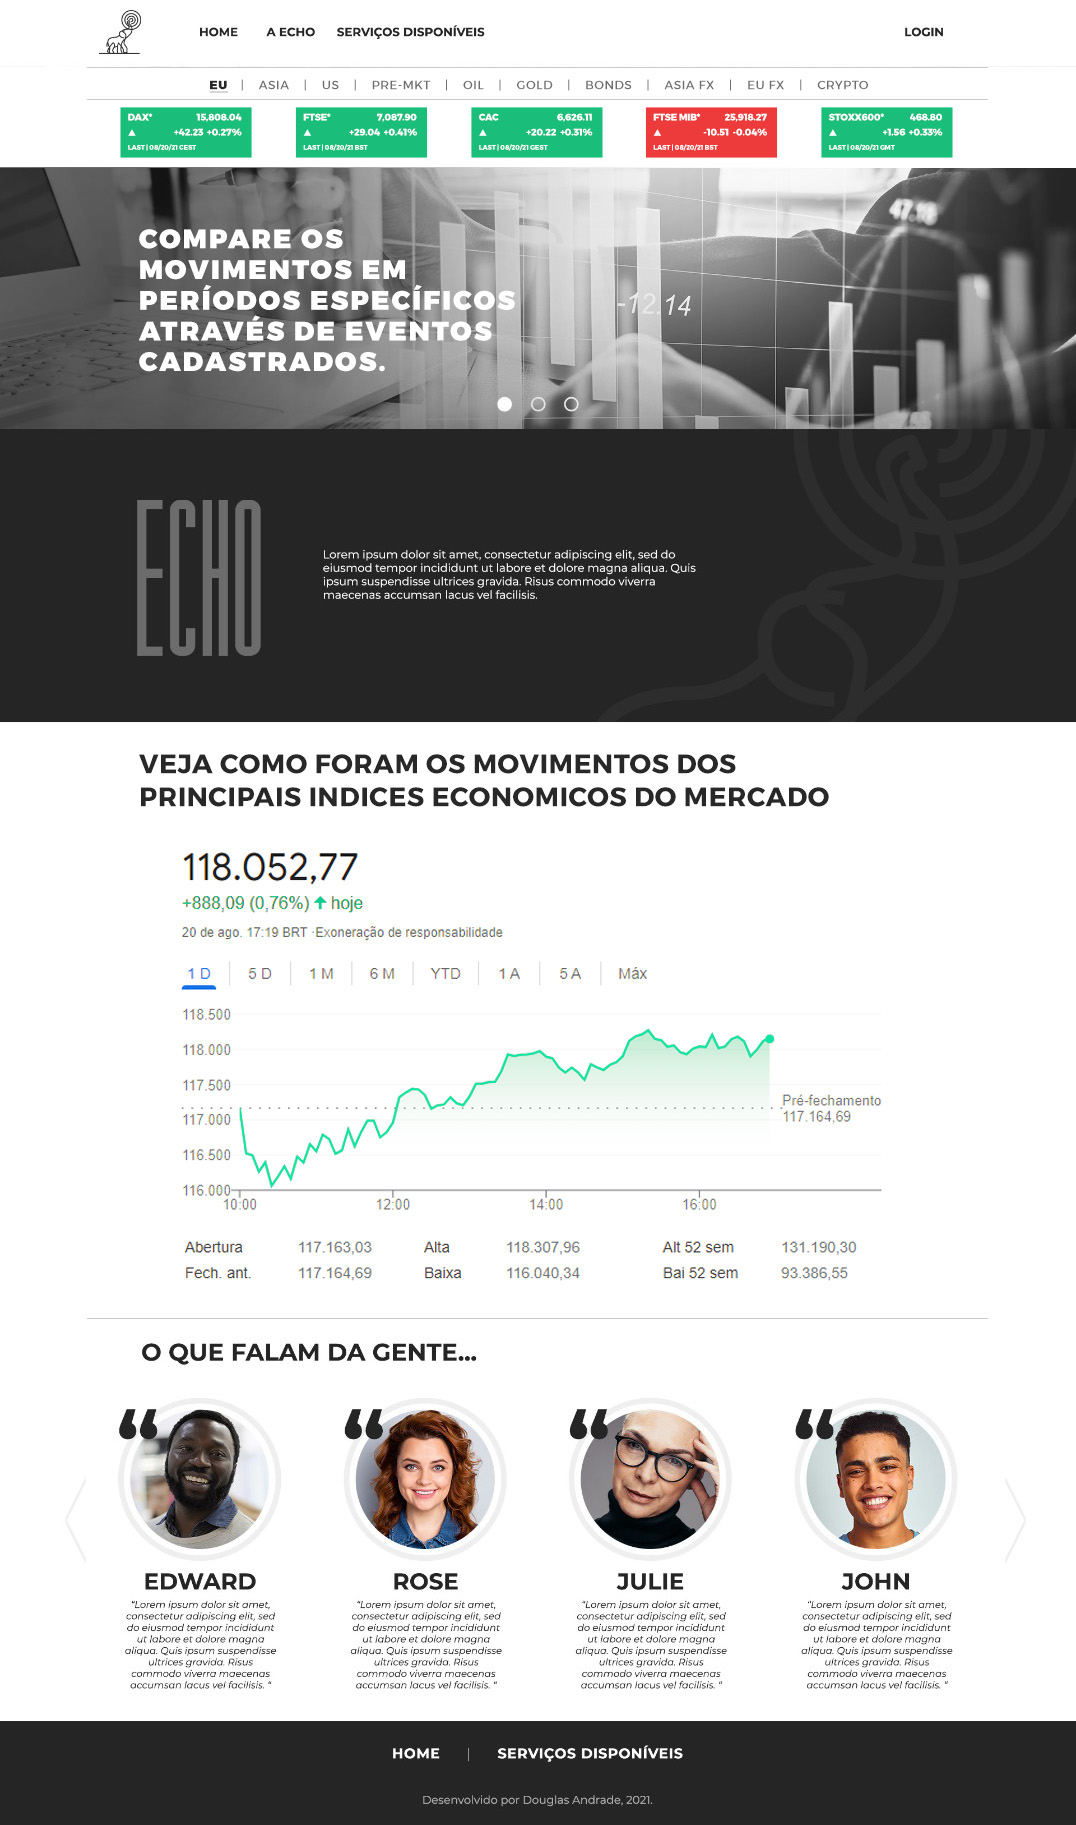 HOME A ECHO SERVIÇOS DISPONÍVEIS LOGIN
EU | ASIA | US | PRE-MKT | OIL | GOLD | BONDS | ASIA FX | EU FX | CRYPTO
DAX* 15,808.04
▲ +42.23 +0.27%
LAST | 08/20/21 CEST
FTSE* 7,087.90
▲ +29.04 +0.41%
LAST | 08/20/21 BST
CAC 6,626.11
▲ +20.22 +0.31%
LAST | 08/20/21 GEST
FTSE MIB* 25,918.27
▲ -10.51 -0.04%
LAST | 08/20/21 BST
STOXX600* 468.80
▲ +1.56 +0.33%
LAST | 08/20/21 GMT
COMPARE OS
MOVIMENTOS EM
PERÍODOS ESPECÍFICOS
ATRAVÉS DE EVENTOS
CADASTRADOS.
47.18
-12.14
ECHO
Lorem ipsum dolor sit amet, consectetur adipiscing elit, sed do
eiusmod tempor incididunt ut labore et dolore magna aliqua. Quis
ipsum suspendisse ultrices gravida. Risus commodo viverra
maecenas accumsan lacus vel facilisis.
VEJA COMO FORAM OS MOVIMENTOS DOS
PRINCIPAIS INDICES ECONOMICOS DO MERCADO
118.052,77
+888,09 (0,76%) ↑ hoje
20 de ago. 17:19 BRT ·Exoneração de responsabilidade
1 D 5 D 1 M 6 M YTD 1 A 5 A Máx
118.500
118.000
117.500
117.000
116.500
116.000
Pré-fechamento
117.164,69
10:00 12:00 14:00 16:00
Abertura 117.163,03 Alta 118.307,96 Alt 52 sem 131.190,30
Fech. ant. 117.164,69 Baixa 116.040,34 Bai 52 sem 93.386,55
O QUE FALAM DA GENTE...
EDWARD
"Lorem ipsum dolor sit amet,
consectetur adipiscing elit, sed
do eiusmod tempor incididunt
ut labore et dolore magna
aliqua. Quis ipsum suspendisse
ultrices gravida. Risus
commodo viverra maecenas
accumsan lacus vel facilisis. "
ROSE
"Lorem ipsum dolor sit amet,
consectetur adipiscing elit, sed
do eiusmod tempor incididunt
ut labore et dolore magna
aliqua. Quis ipsum suspendisse
ultrices gravida. Risus
commodo viverra maecenas
accumsan lacus vel facilisis. "
JULIE
"Lorem ipsum dolor sit amet,
consectetur adipiscing elit, sed
do eiusmod tempor incididunt
ut labore et dolore magna
aliqua. Quis ipsum suspendisse
ultrices gravida. Risus
commodo viverra maecenas
accumsan lacus vel facilisis. "
JOHN
"Lorem ipsum dolor sit amet,
consectetur adipiscing elit, sed
do eiusmod tempor incididunt
ut labore et dolore magna
aliqua. Quis ipsum suspendisse
ultrices gravida. Risus
commodo viverra maecenas
accumsan lacus vel facilisis. "
HOME | SERVIÇOS DISPONÍVEIS
Desenvolvido por Douglas Andrade, 2021.